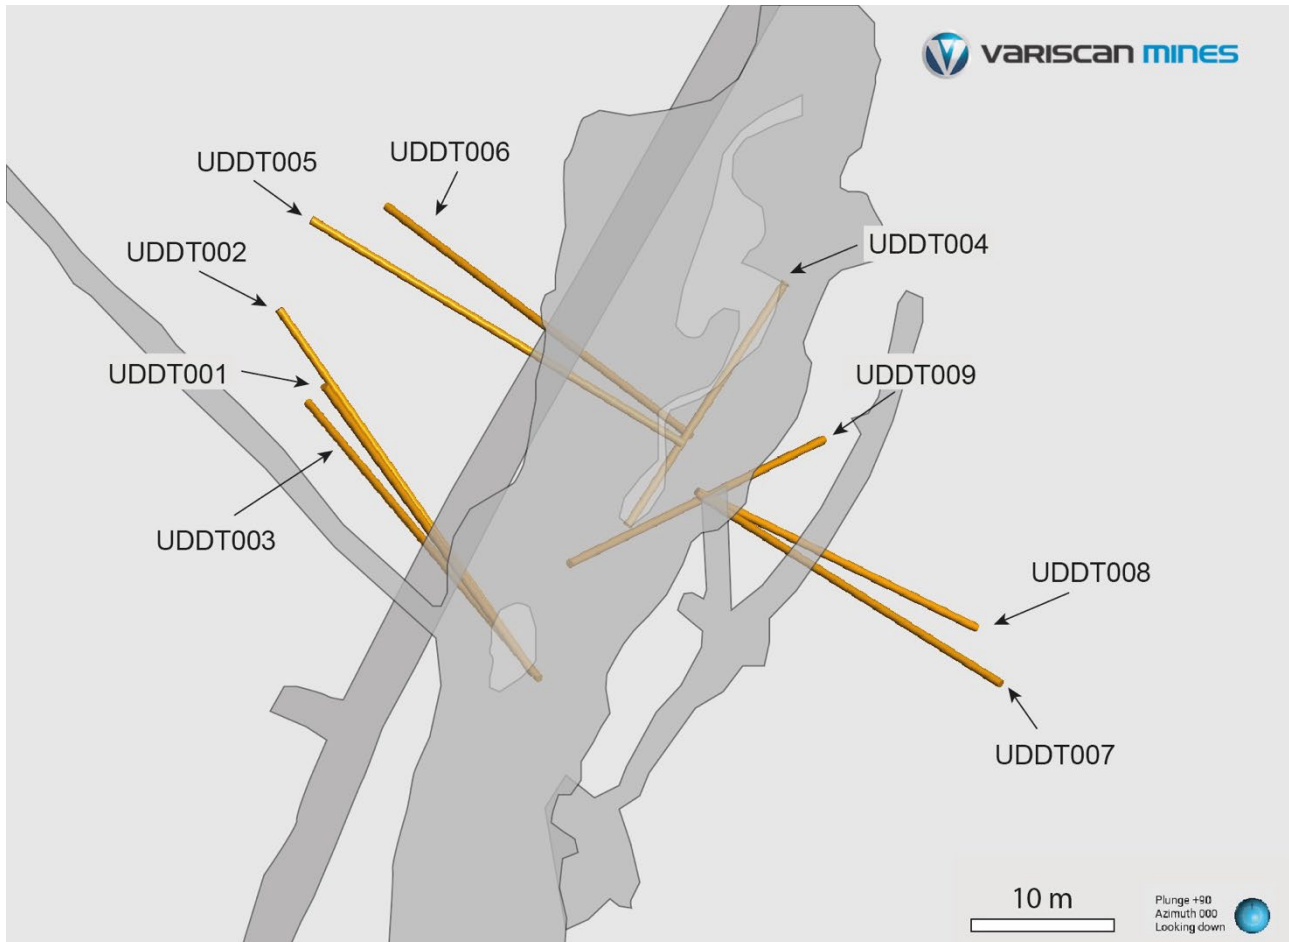 VARISCAN MINES
UDDT006
UDDT005
UDDT002
UDDT004
UDDT001
UDDT009
UDDT003
UDDT008
UDDT007
10 m
Plunge +90
Azimuth 000
Looking down